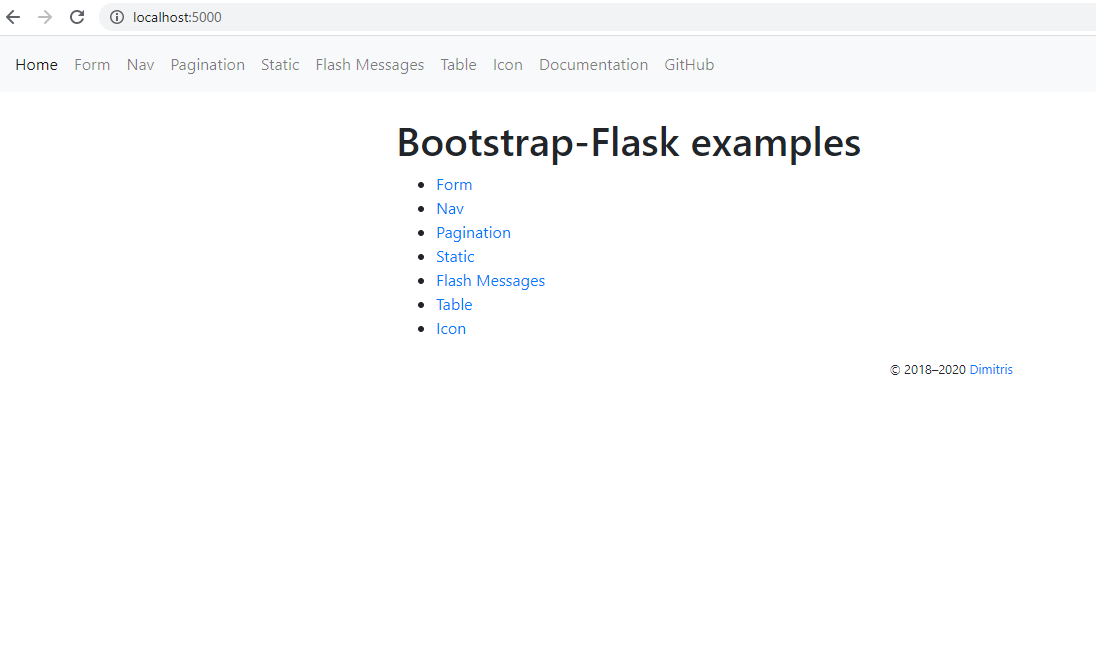 localhost:5000
Home Form Nav Pagination Static Flash Messages Table Icon Documentation GitHub
Bootstrap-Flask examples
Form
Nav
Pagination
Static
Flash Messages
Table
Icon
© 2018–2020 Dimitris